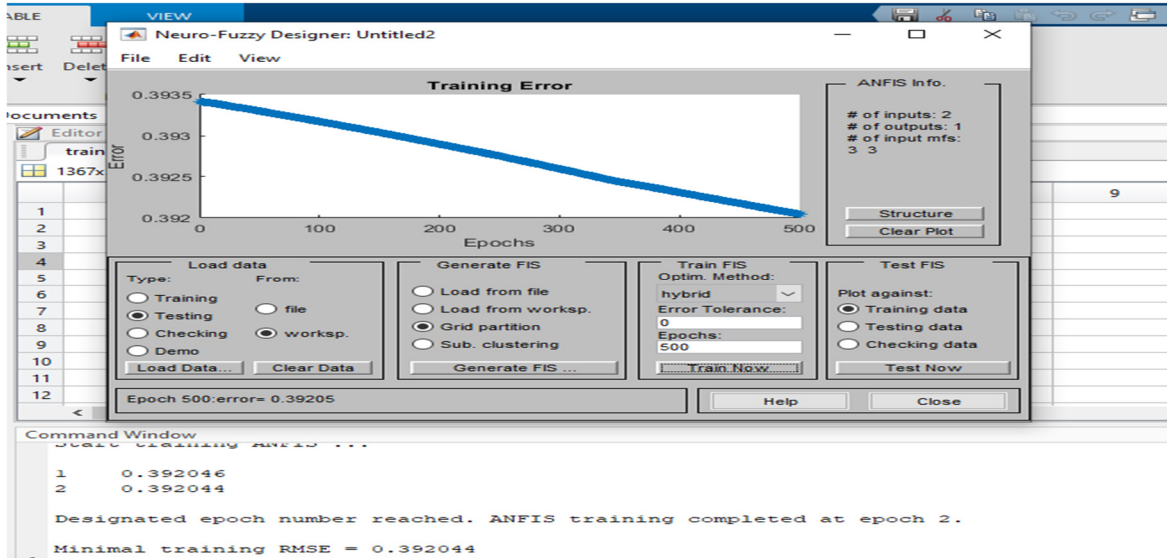 ABLE
VIEW
Neuro-Fuzzy Designer: Untitled2
File Edit View
Delet
Documents
Editor
train
1367x
9
1
2
3
4
5
6
7
8
9
10
11
12
Training Error
0.3935
0.393
0.3925
0.392
Error
0 100 200 300 400 500
Epochs
ANFIS Info.
# of inputs: 2
# of outputs: 1
# of input mfs:
3 3
Structure
Clear Plot
Load data
Type: From:
Training
Testing
Checking
Demo
file
worksp.
Load Data... Clear Data
Generate FIS
Load from file
Load from worksp.
Grid partition
Sub. clustering
Generate FIS ...
Train FIS
Optim. Method:
hybrid
Error Tolerance:
0
Epochs:
500
Train Now
Test FIS
Plot against:
Training data
Testing data
Checking data
Test Now
Epoch 500:error= 0.39205
Help Close
Command Window
Start training ANFIS ...
1 0.392046
2 0.392044
Designated epoch number reached. ANFIS training completed at epoch 2.
Minimal training RMSE = 0.392044